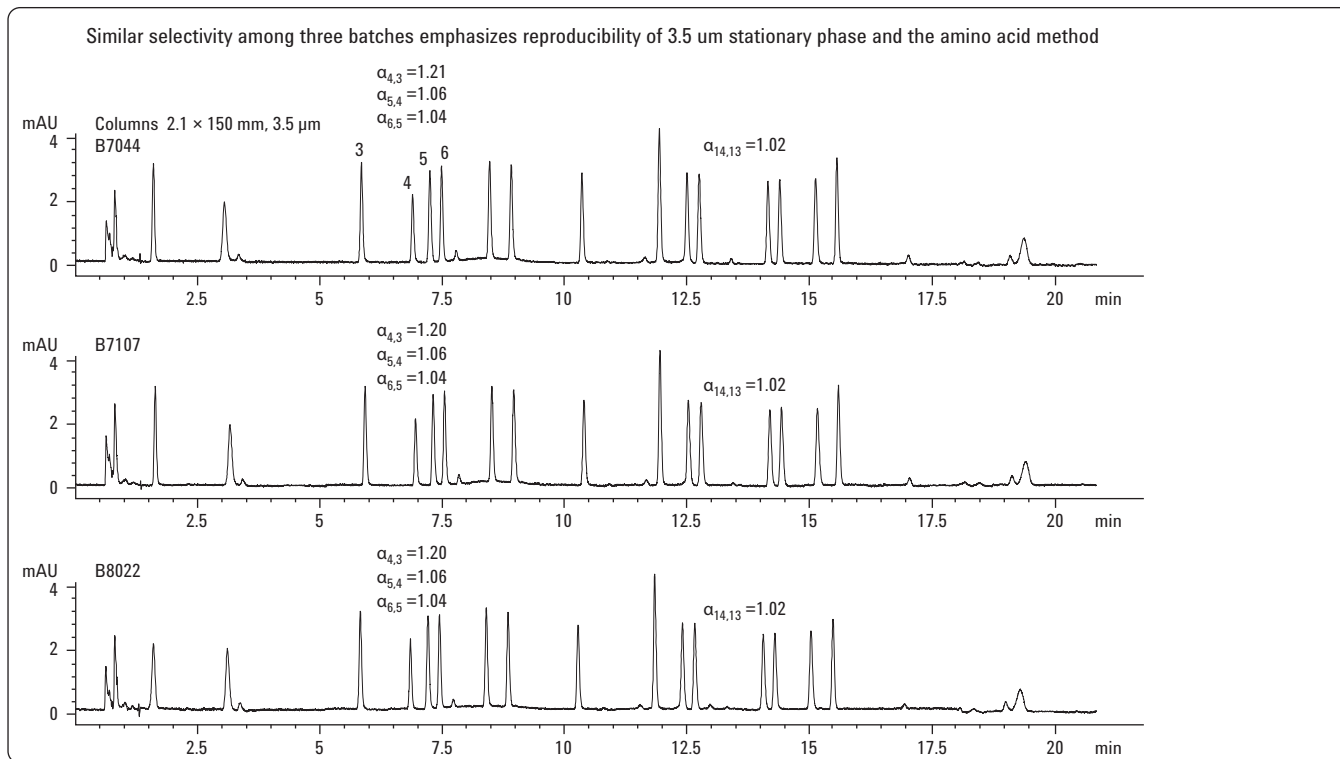 Similar selectivity among three batches emphasizes reproducibility of 3.5 um stationary phase and the amino acid method
α4,3 =1.21
α5,4 =1.06
α6,5 =1.04
mAU
Columns 2.1 × 150 mm, 3.5 µm
B7044
α14,13 =1.02
4
2
0
3
4
5
6
2.5 5 7.5 10 12.5 15 17.5 20 min
α4,3 =1.20
α5,4 =1.06
α6,5 =1.04
mAU
B7107
α14,13 =1.02
4
2
0
2.5 5 7.5 10 12.5 15 17.5 20 min
α4,3 =1.20
α5,4 =1.06
α6,5 =1.04
mAU
B8022
α14,13 =1.02
4
2
0
2.5 5 7.5 10 12.5 15 17.5 20 min